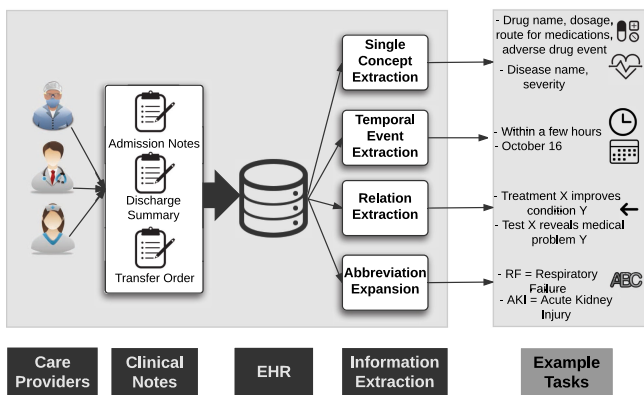 Admission Notes
Discharge
Summary
Transfer Order
Single
Concept
Extraction
Temporal
Event
Extraction
Relation
Extraction
Abbreviation
Expansion
- Drug name, dosage,
route for medications,
adverse drug event
- Disease name,
severity
- Within a few hours
- October 16
- Treatment X improves
condition Y
- Test X reveals medical
problem Y
- RF = Respiratory
Failure
- AKI = Acute Kidney
Injury
ABC
Care
Providers
Clinical
Notes
EHR
Information
Extraction
Example
Tasks